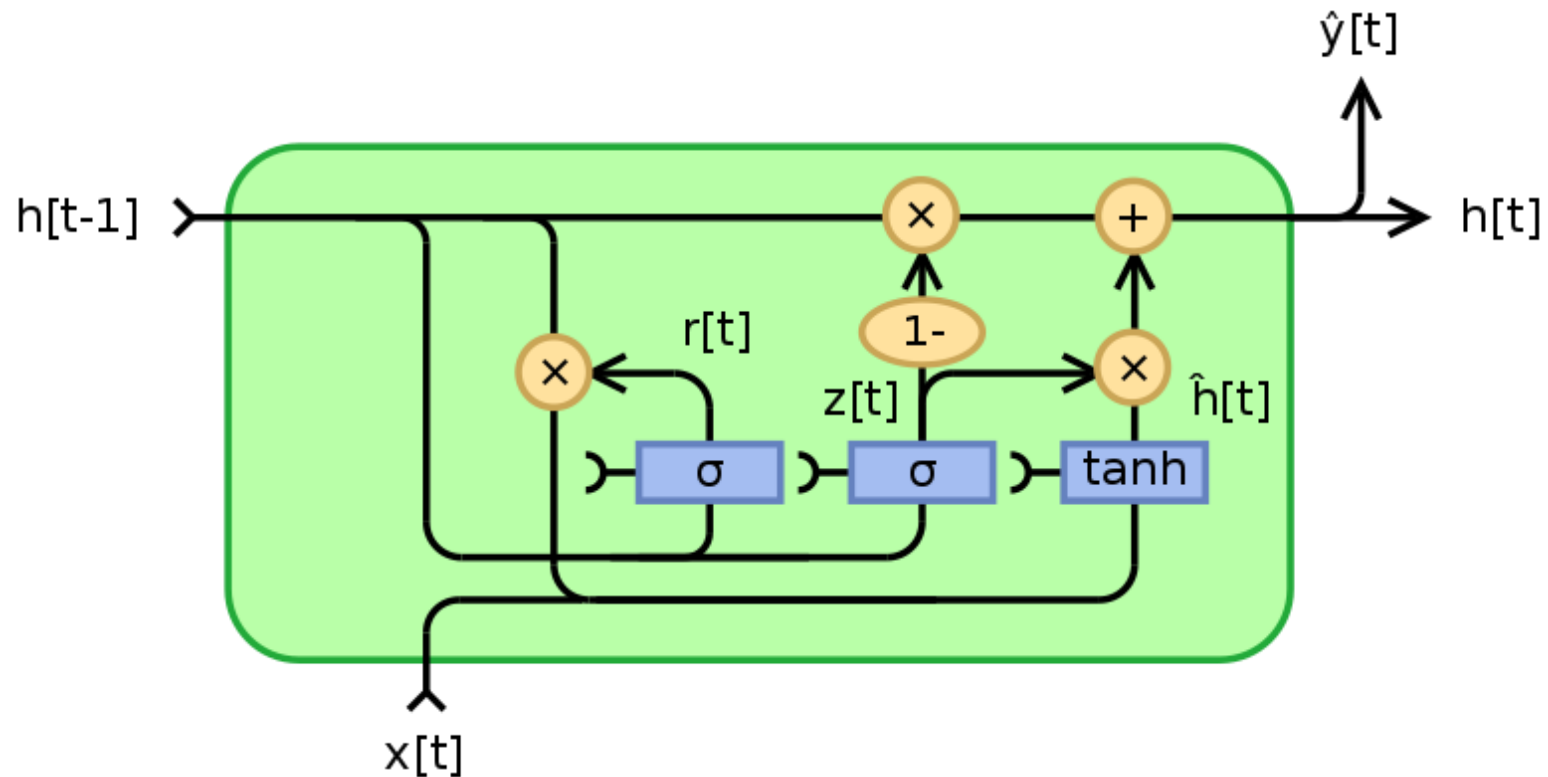 ŷ[t]
h[t-1]
×
+
h[t]
r[t]
1-
×
×
z[t]
ĥ[t]
σ
σ
tanh
x[t]